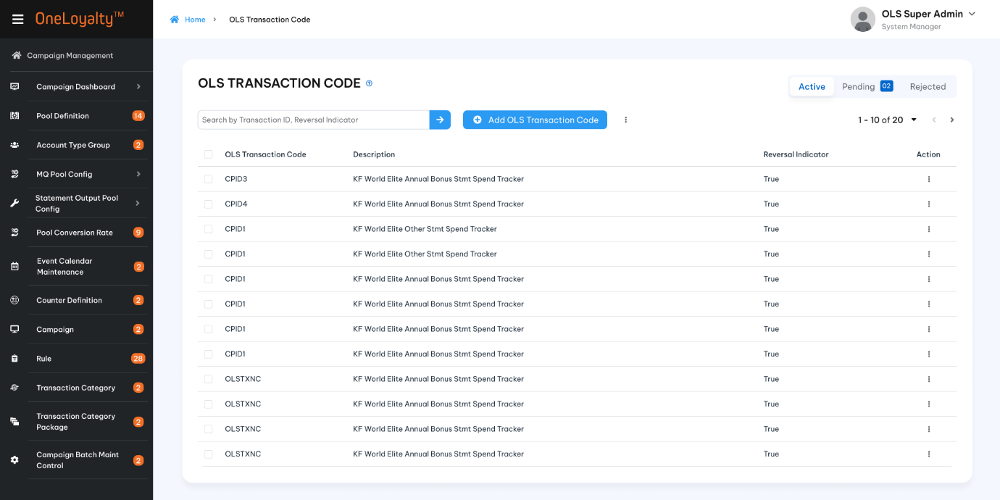 OneLoyalty™
Home
OLS Transaction Code
OLS Super Admin
System Manager
Campaign Management
Campaign Dashboard
Pool Definition 14
Account Type Group 2
MQ Pool Config
Statement Output Pool
Config
Pool Conversion Rate 9
Event Calendar
Maintenance 2
Counter Definition 2
Campaign 2
Rule 28
Transaction Category 2
Transaction Category
Package 2
Campaign Batch Maint
Control 2
OLS TRANSACTION CODE
Active Pending 02 Rejected
Search by Transaction ID, Reversal Indicator
Add OLS Transaction Code
1 - 10 of 20
OLS Transaction Code Description Reversal Indicator Action
CPID3 KF World Elite Annual Bonus Stmt Spend Tracker True
CPID4 KF World Elite Annual Bonus Stmt Spend Tracker True
CPID1 KF World Elite Other Stmt Spend Tracker True
CPID1 KF World Elite Other Stmt Spend Tracker True
CPID1 KF World Elite Annual Bonus Stmt Spend Tracker True
CPID1 KF World Elite Annual Bonus Stmt Spend Tracker True
CPID1 KF World Elite Annual Bonus Stmt Spend Tracker True
CPID1 KF World Elite Annual Bonus Stmt Spend Tracker True
OLSTXNC KF World Elite Annual Bonus Stmt Spend Tracker True
OLSTXNC KF World Elite Annual Bonus Stmt Spend Tracker True
OLSTXNC KF World Elite Annual Bonus Stmt Spend Tracker True
OLSTXNC KF World Elite Annual Bonus Stmt Spend Tracker True